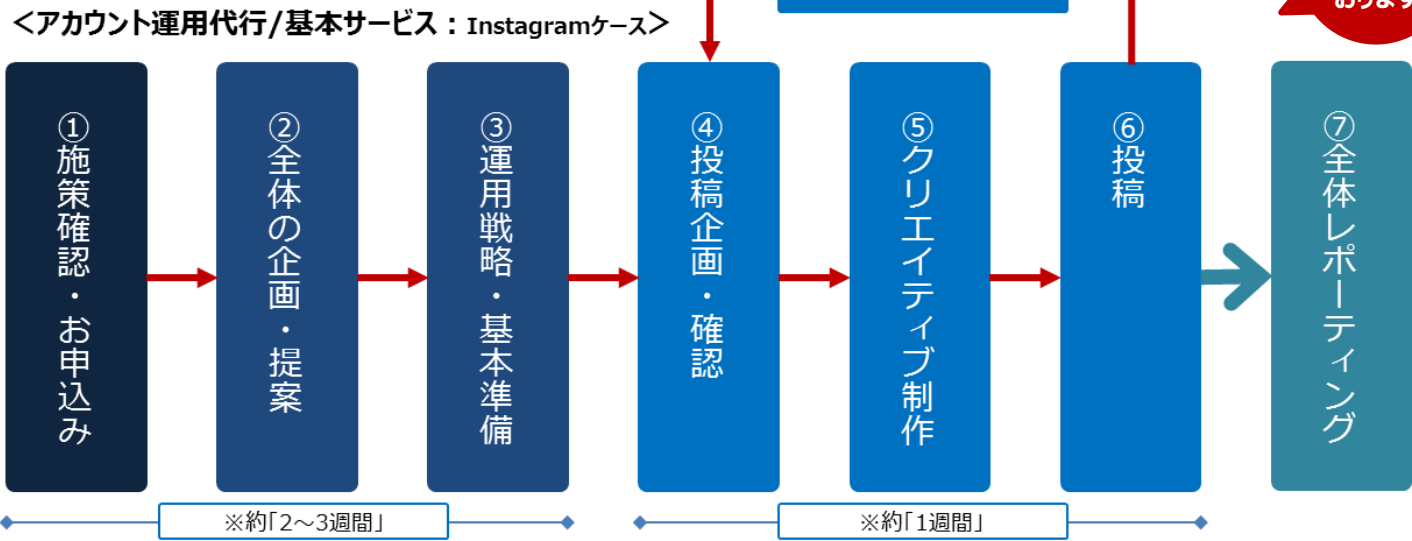 おります
＜アカウント運用代行/基本サービス：Instagramケース＞
①施策確認・お申込み
②全体の企画・提案
③運用戦略・基本準備
④投稿企画・確認
⑤クリエイティブ制作
⑥投稿
⑦全体レポーティング
※約｢2～3週間｣
※約｢1週間｣